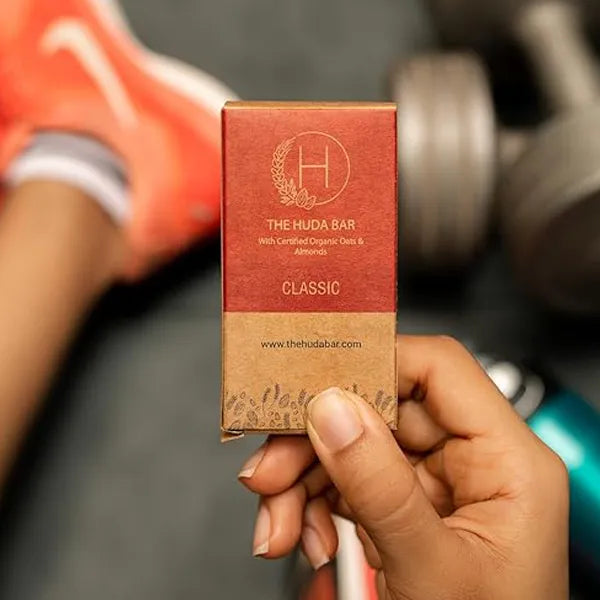 H
THE HUDA BAR
With Certified Organic Oats &
Almonds
CLASSIC
www.thehudabar.com